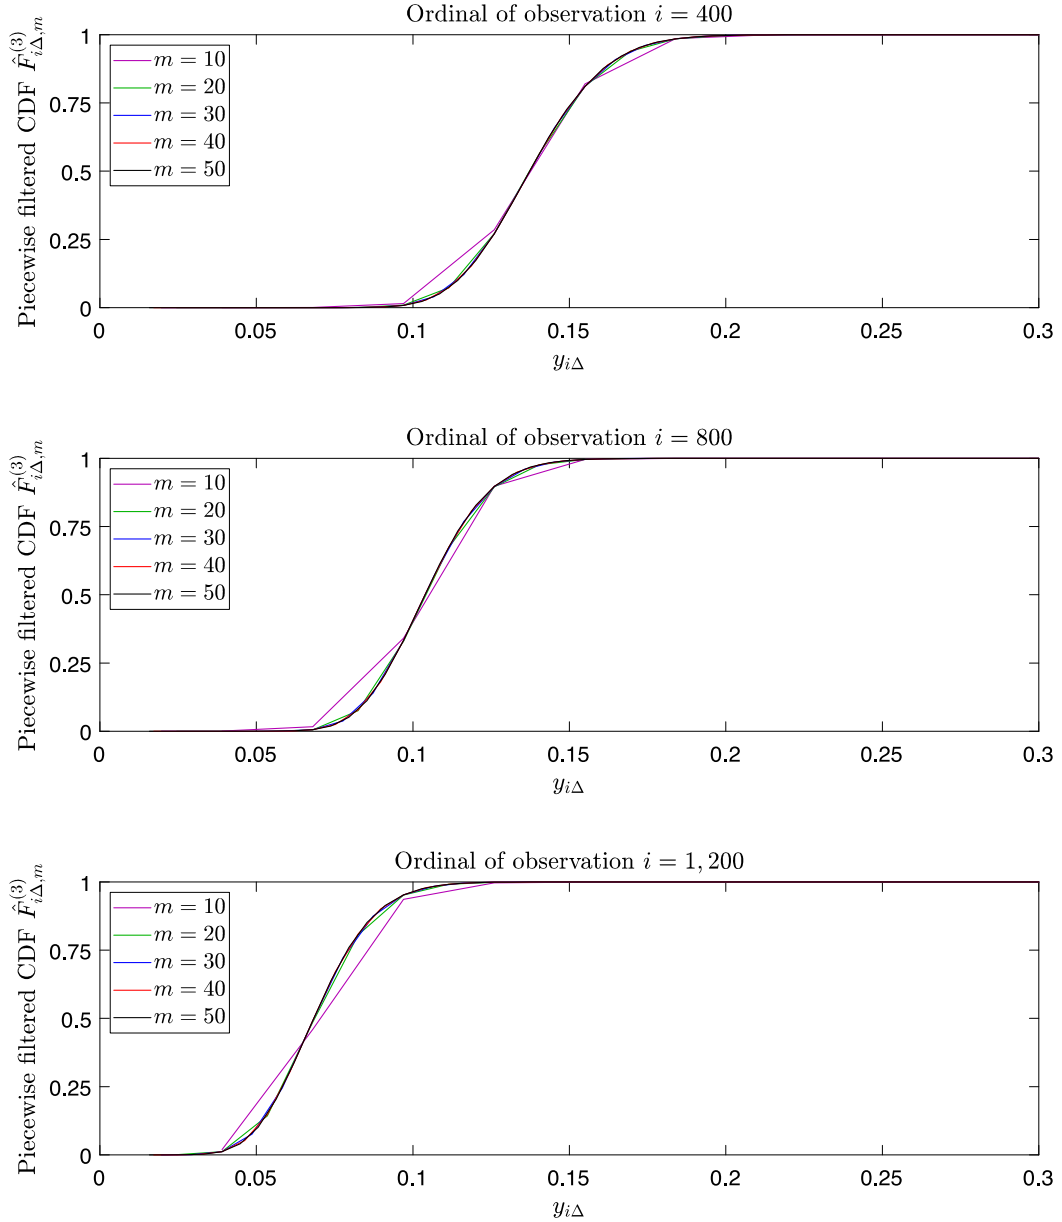 Ordinal of observation i = 400
Piecewise filtered CDF F̂^{(3)}_{iΔ,m}
1
0.75
0.5
0.25
0
m = 10
m = 20
m = 30
m = 40
m = 50
0 0.05 0.1 0.15 0.2 0.25 0.3
y_{iΔ}
Ordinal of observation i = 800
Piecewise filtered CDF F̂^{(3)}_{iΔ,m}
1
0.75
0.5
0.25
0
m = 10
m = 20
m = 30
m = 40
m = 50
0 0.05 0.1 0.15 0.2 0.25 0.3
y_{iΔ}
Ordinal of observation i = 1, 200
Piecewise filtered CDF F̂^{(3)}_{iΔ,m}
1
0.75
0.5
0.25
0
m = 10
m = 20
m = 30
m = 40
m = 50
0 0.05 0.1 0.15 0.2 0.25 0.3
y_{iΔ}